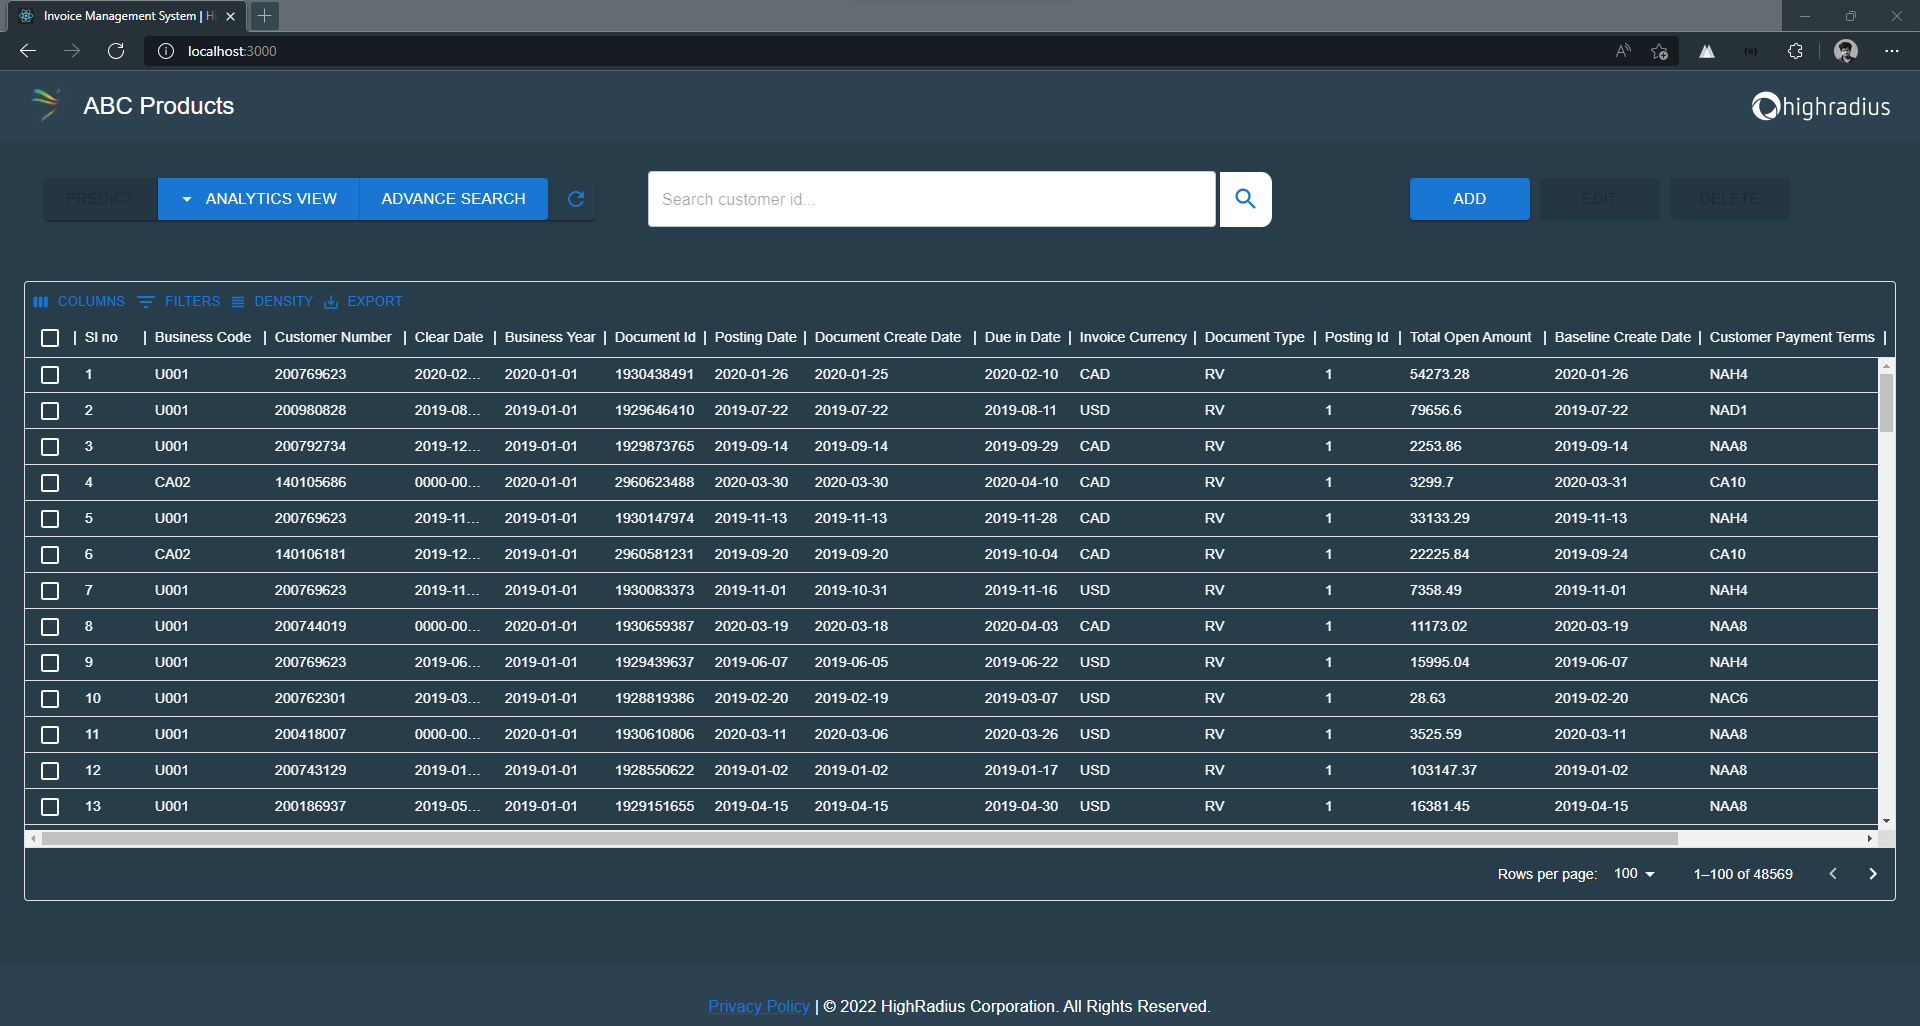 Invoice Management System | Hi
localhost:3000
ABC Products
highradius
PREDICT ANALYTICS VIEW ADVANCE SEARCH
Search customer id...
ADD EDIT DELETE
COLUMNS FILTERS DENSITY EXPORT
Sl no Business Code Customer Number Clear Date Business Year Document Id Posting Date Document Create Date Due in Date Invoice Currency Document Type Posting Id Total Open Amount Baseline Create Date Customer Payment Terms
1 U001 200769623 2020-02... 2020-01-01 1930438491 2020-01-26 2020-01-25 2020-02-10 CAD RV 1 54273.28 2020-01-26 NAH4
2 U001 200980828 2019-08... 2019-01-01 1929646410 2019-07-22 2019-07-22 2019-08-11 USD RV 1 79656.6 2019-07-22 NAD1
3 U001 200792734 2019-12... 2019-01-01 1929873765 2019-09-14 2019-09-14 2019-09-29 CAD RV 1 2253.86 2019-09-14 NAA8
4 CA02 140105686 0000-00... 2020-01-01 2960623488 2020-03-30 2020-03-30 2020-04-10 CAD RV 1 3299.7 2020-03-31 CA10
5 U001 200769623 2019-11... 2019-01-01 1930147974 2019-11-13 2019-11-13 2019-11-28 CAD RV 1 33133.29 2019-11-13 NAH4
6 CA02 140106181 2019-12... 2019-01-01 2960581231 2019-09-20 2019-09-20 2019-10-04 CAD RV 1 22225.84 2019-09-24 CA10
7 U001 200769623 2019-11... 2019-01-01 1930083373 2019-11-01 2019-10-31 2019-11-16 USD RV 1 7358.49 2019-11-01 NAH4
8 U001 200744019 0000-00... 2020-01-01 1930659387 2020-03-19 2020-03-18 2020-04-03 CAD RV 1 11173.02 2020-03-19 NAA8
9 U001 200769623 2019-06... 2019-01-01 1929439637 2019-06-07 2019-06-05 2019-06-22 USD RV 1 15995.04 2019-06-07 NAH4
10 U001 200762301 2019-03... 2019-01-01 1928819386 2019-02-20 2019-02-19 2019-03-07 USD RV 1 28.63 2019-02-20 NAC6
11 U001 200418007 0000-00... 2020-01-01 1930610806 2020-03-11 2020-03-06 2020-03-26 USD RV 1 3525.59 2020-03-11 NAA8
12 U001 200743129 2019-01... 2019-01-01 1928550622 2019-01-02 2019-01-02 2019-01-17 USD RV 1 103147.37 2019-01-02 NAA8
13 U001 200186937 2019-05... 2019-01-01 1929151655 2019-04-15 2019-04-15 2019-04-30 USD RV 1 16381.45 2019-04-15 NAA8
Rows per page: 100 1–100 of 48569
Privacy Policy | © 2022 HighRadius Corporation. All Rights Reserved.